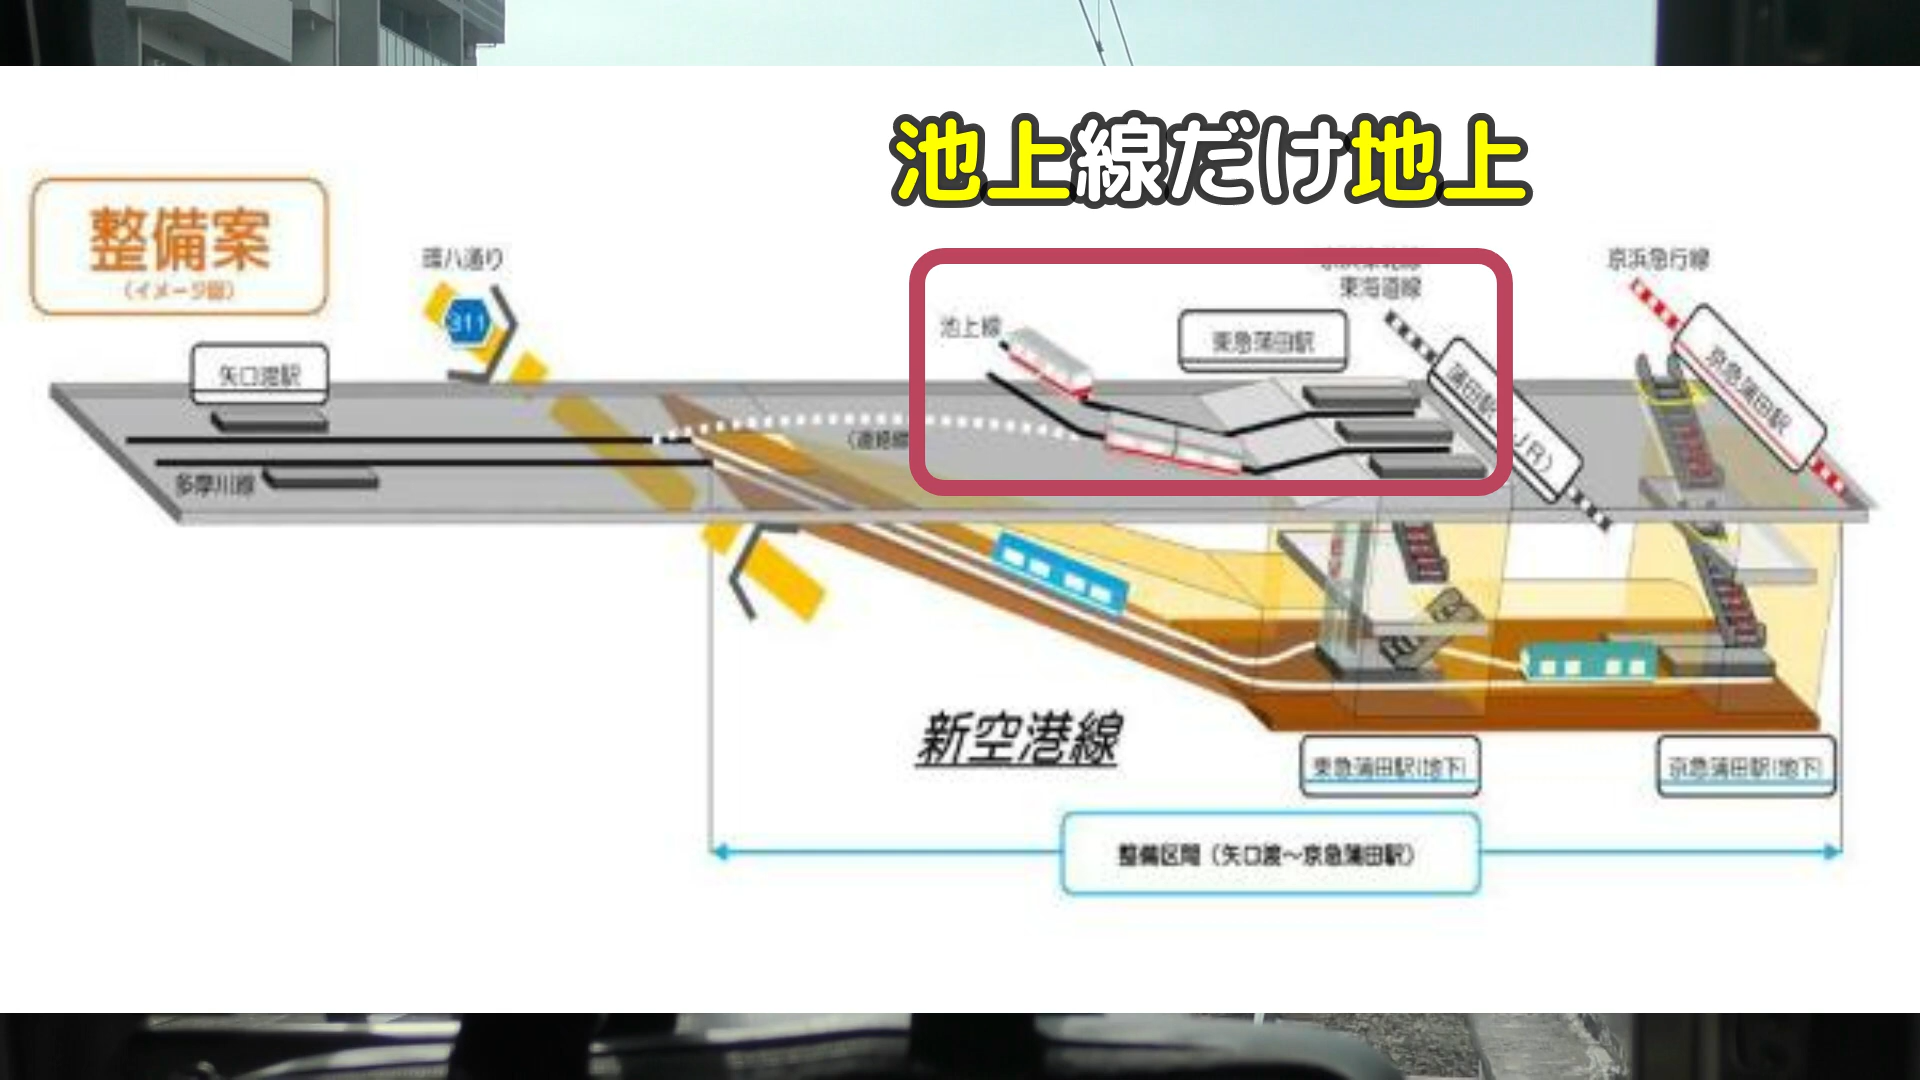 池上線だけ地上
整備案
(イメージ図)
環八通り
311
矢口渡駅
多摩川線
池上線
東急蒲田駅
東海道線
蒲田駅(JR)
京浜急行線
京急蒲田駅
新空港線
東急蒲田駅(地下)
京急蒲田駅(地下)
整備区間(矢口渡~京急蒲田駅)